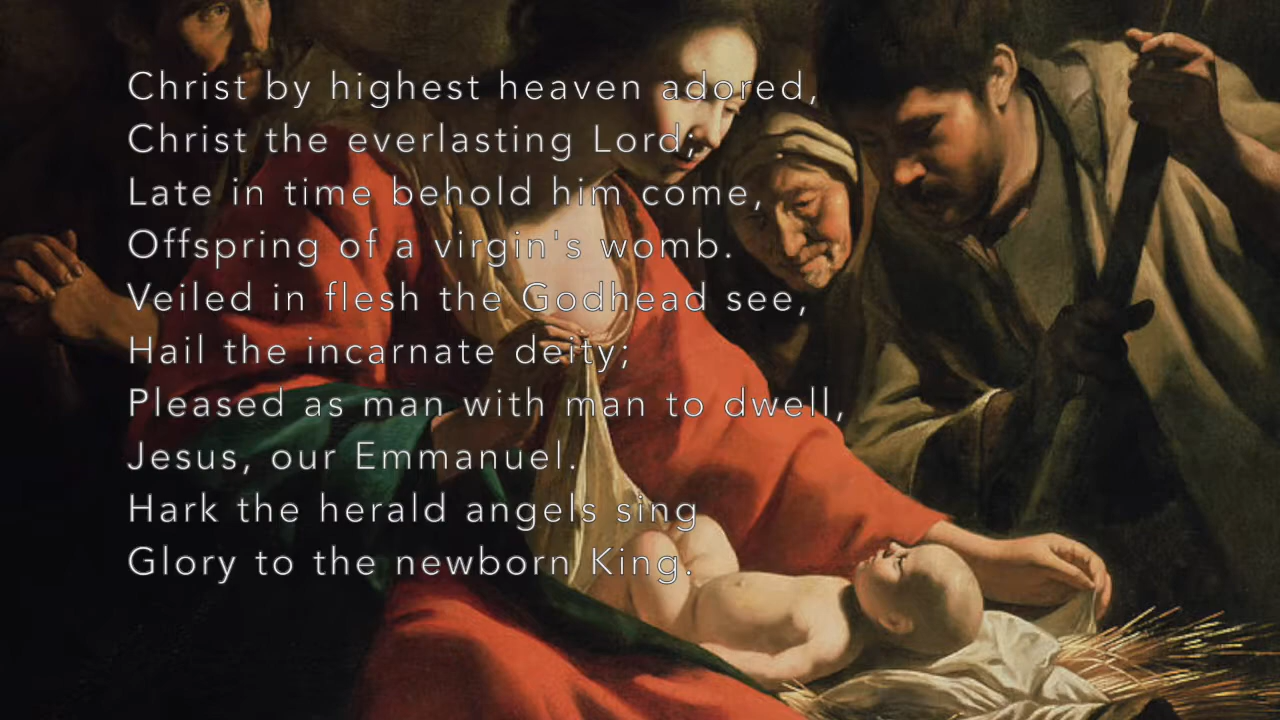 Christ by highest heaven adored,
Christ the everlasting Lord;
Late in time behold him come,
Offspring of a virgin's womb.
Veiled in flesh the Godhead see,
Hail the incarnate deity;
Pleased as man with man to dwell,
Jesus, our Emmanuel.
Hark the herald angels sing
Glory to the newborn King.